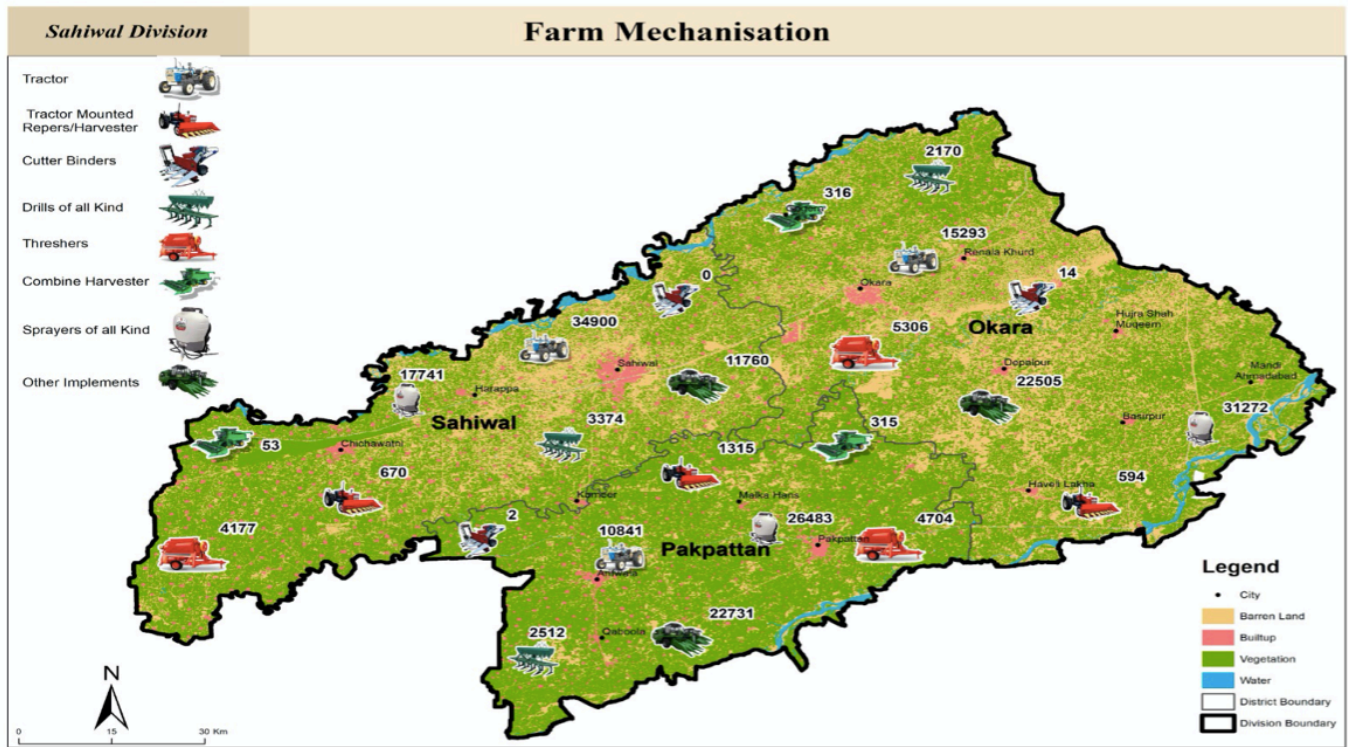 Sahiwal Division
Farm Mechanisation
Tractor
Tractor Mounted
Repers/Harvester
Cutter Binders
Drills of all Kind
Threshers
Combine Harvester
Sprayers of all Kind
Other Implements
2170
316
15293
Renala Khurd
0
14
Okara
34900
Hujra Shah
Muqeem
5306
Okara
Sahiwal
11760
Depalpur
Mandi
Ahmadabad
17741
22505
Harappa
31272
3374
315
Basirpur
Sahiwal
53
Chichawatni
1315
670
594
Haveli Lakha
Kameer
Malka Hans
4177
2
10841
26483
4704
Pakpattan
Pakpattan
Arifwala
22731
2512
Qaboola
N
0
15
30 Km
Legend
City
Barren Land
Builtup
Vegetation
Water
District Boundary
Division Boundary